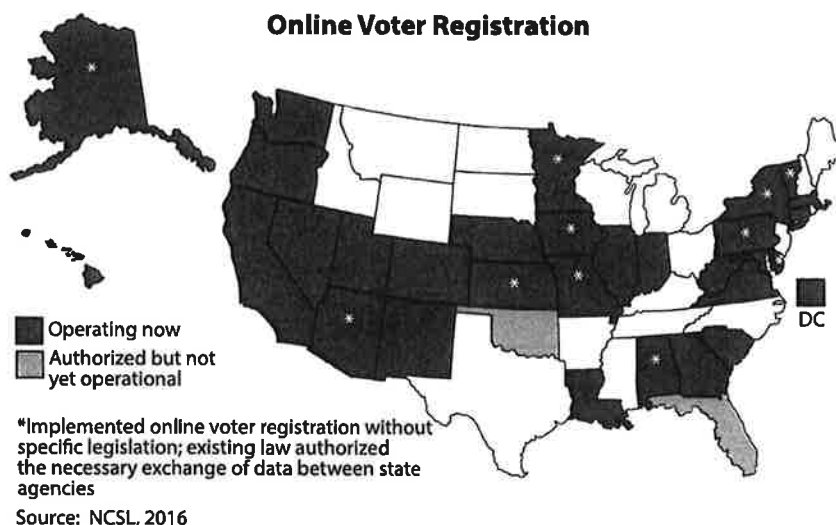 Online Voter Registration
*
*
*
*
*
*
*
*
*
*
DC
Operating now
Authorized but not
yet operational
*Implemented online voter registration without
specific legislation; existing law authorized
the necessary exchange of data between state
agencies
Source: NCSL, 2016